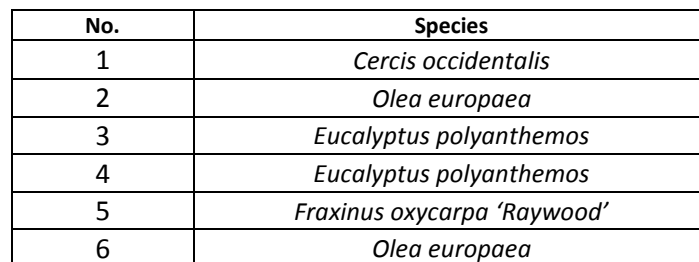 No. Species
1 Cercis occidentalis
2 Olea europaea
3 Eucalyptus polyanthemos
4 Eucalyptus polyanthemos
5 Fraxinus oxycarpa ‘Raywood’
6 Olea europaea